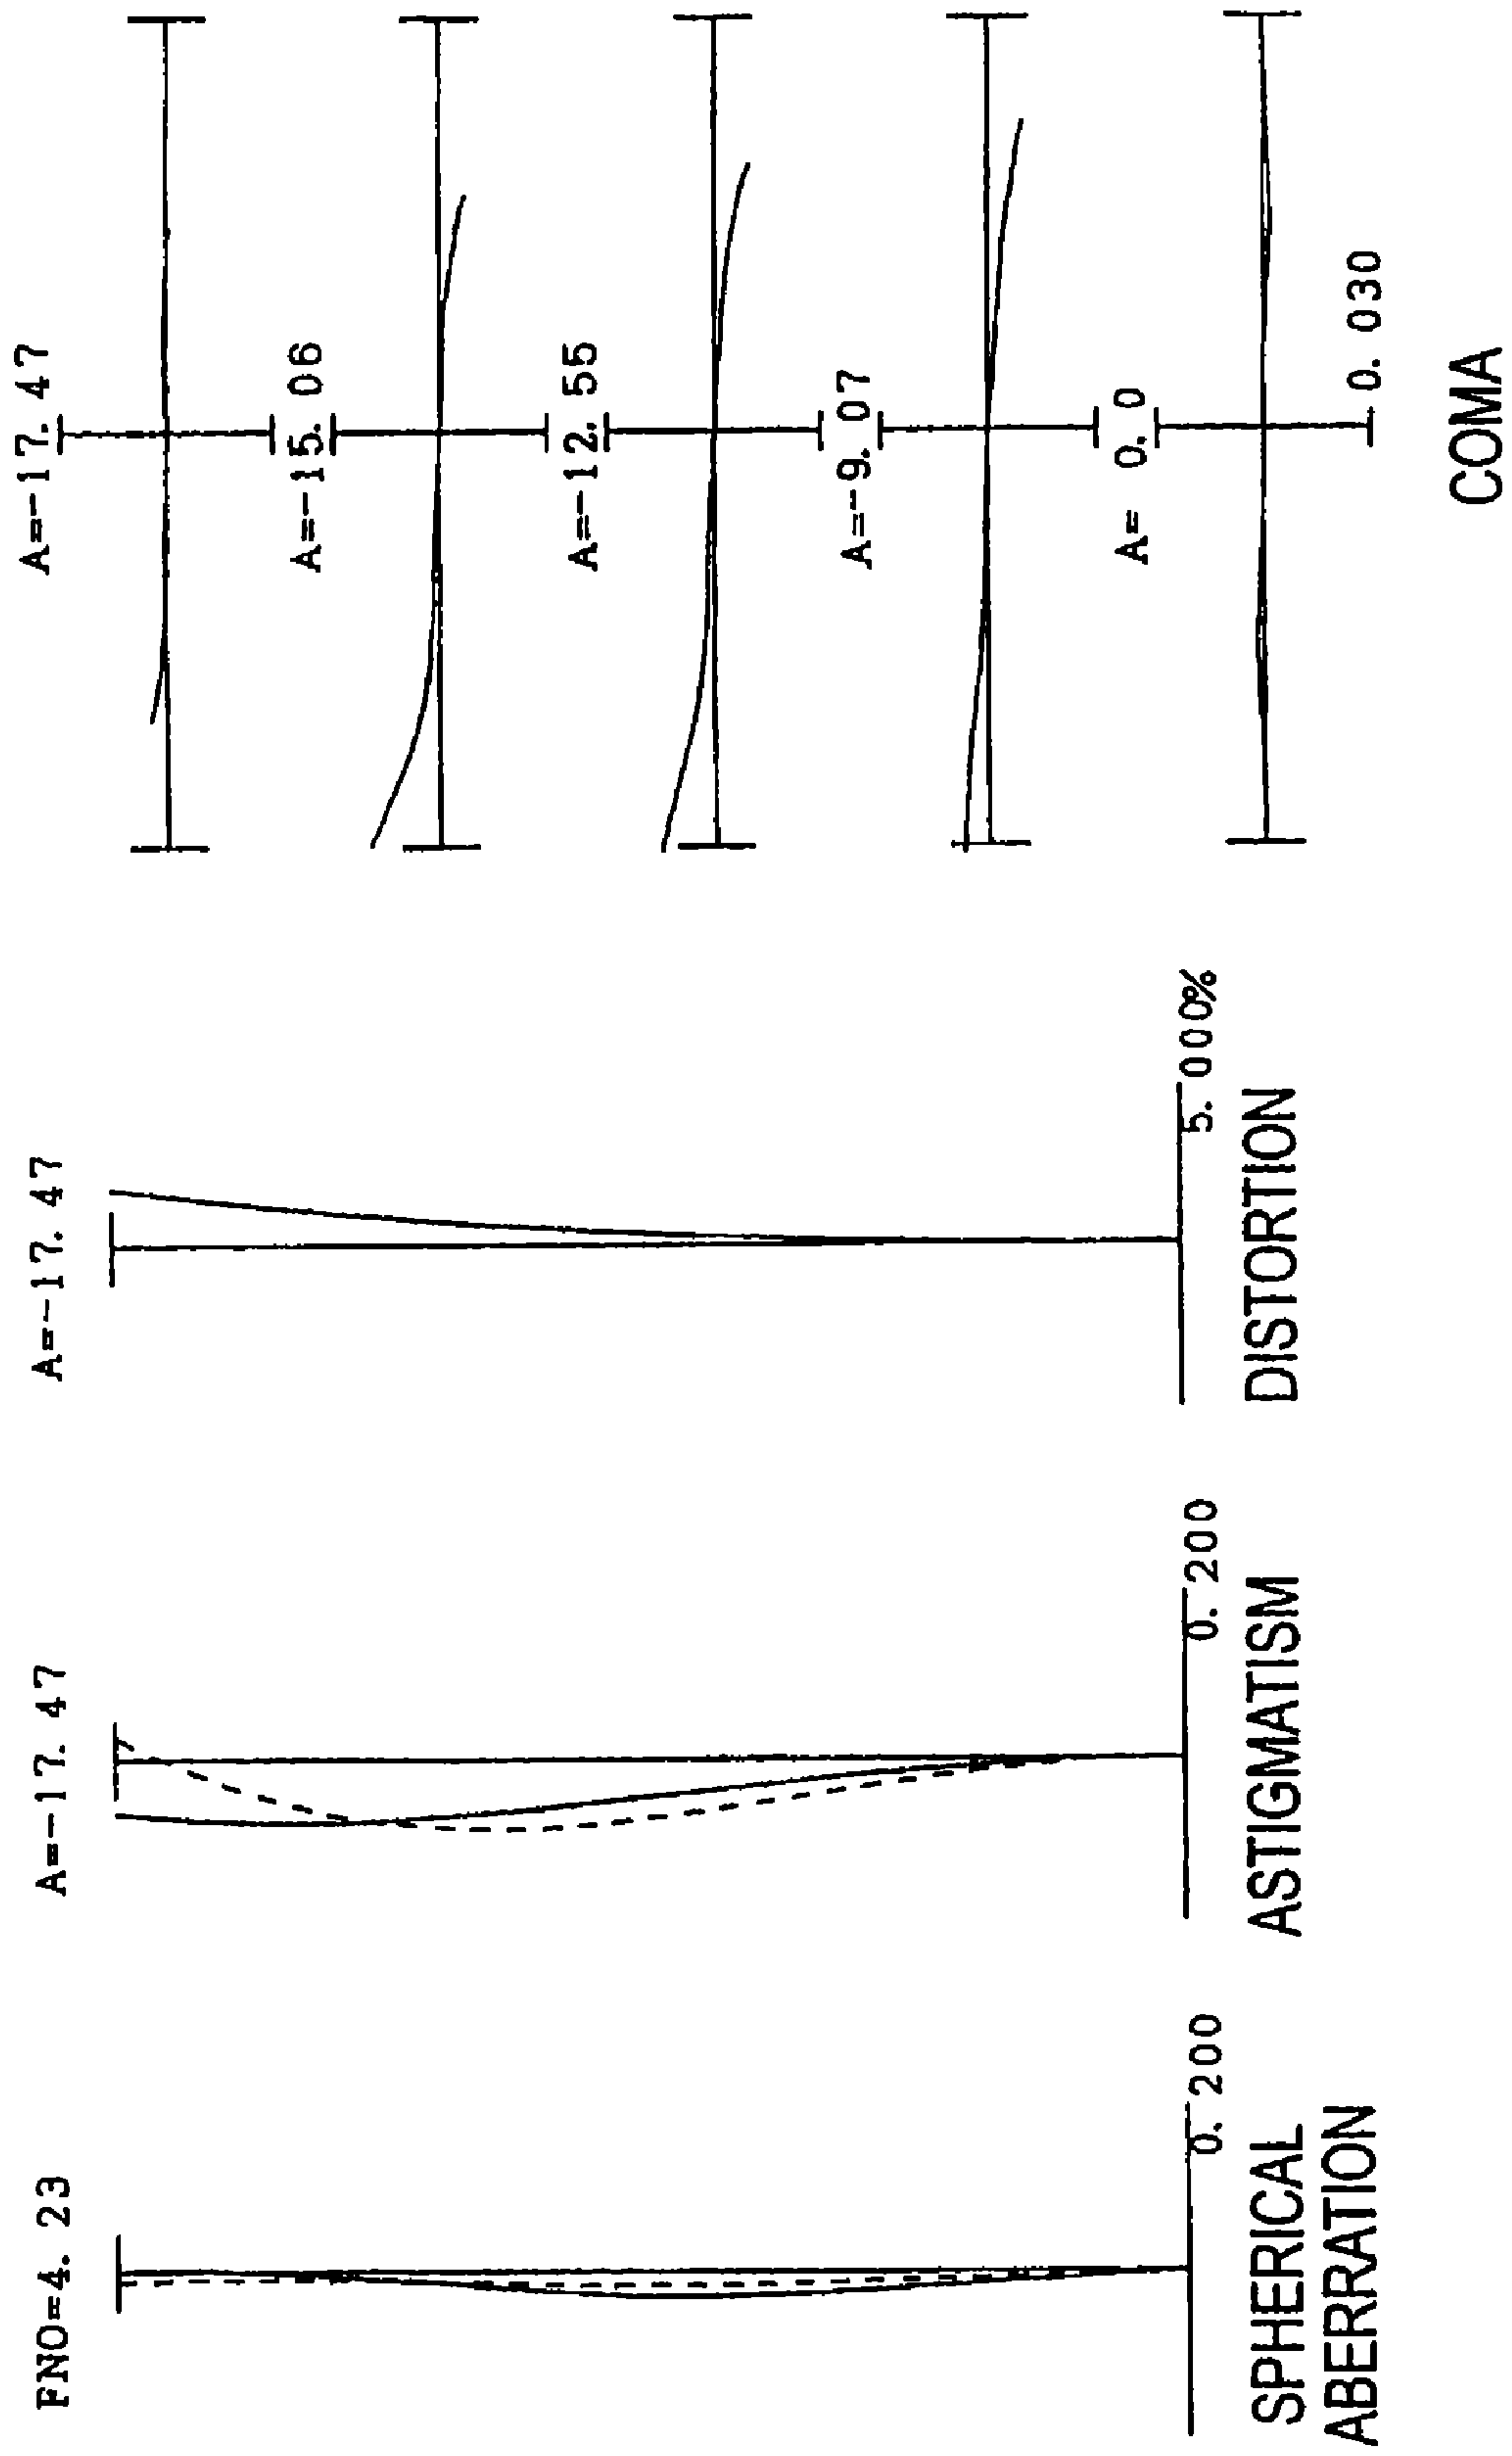 FNO=4. 23
0. 200
SPHERICAL
ABERRATION
A=-17. 47
0. 200
ASTIGMATISM
A=-17. 47
5. 000%
DISTORTION
A=-17. 47
A=-15. 06
A=-12. 55
A=-9. 07
A= 0. 0
0. 030
COMA